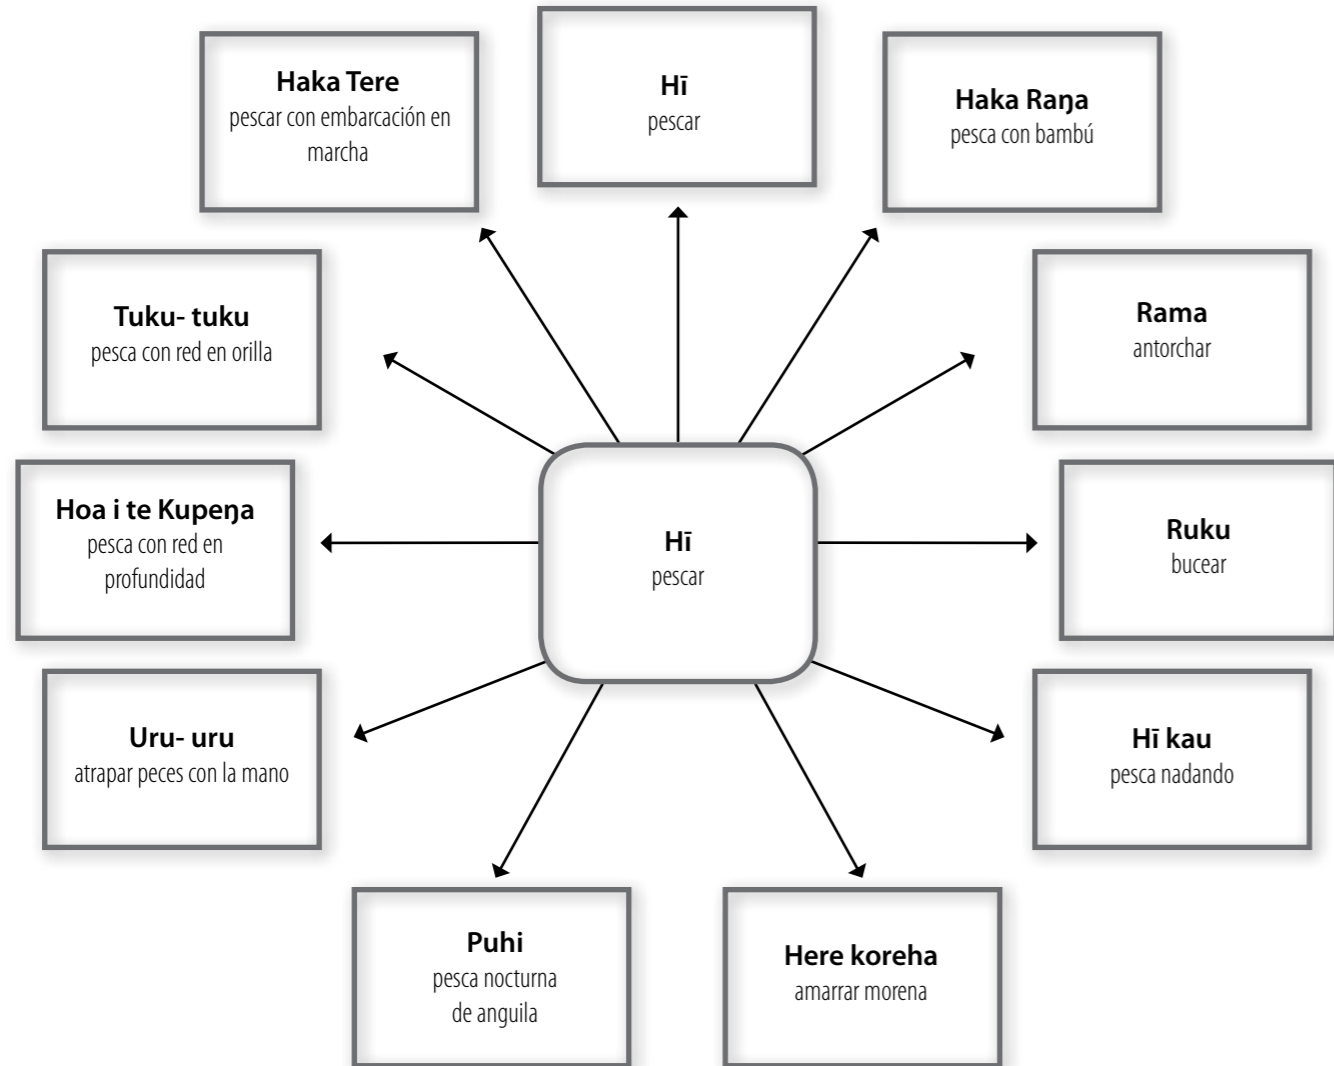 Haka Tere
pescar con embarcación en
marcha
Hī
pescar
Haka Raŋa
pesca con bambú
Tuku- tuku
pesca con red en orilla
Rama
antorchar
Hoa i te Kupeŋa
pesca con red en
profundidad
Hī
pescar
Ruku
bucear
Uru- uru
atrapar peces con la mano
Hī kau
pesca nadando
Puhi
pesca nocturna
de anguila
Here koreha
amarrar morena